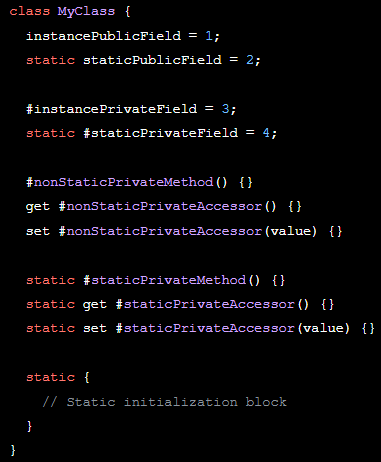 class MyClass {
  instancePublicField = 1;
  static staticPublicField = 2;

  #instancePrivateField = 3;
  static #staticPrivateField = 4;

  #nonStaticPrivateMethod() {}
  get #nonStaticPrivateAccessor() {}
  set #nonStaticPrivateAccessor(value) {}

  static #staticPrivateMethod() {}
  static get #staticPrivateAccessor() {}
  static set #staticPrivateAccessor(value) {}

  static {
    // Static initialization block
  }
}